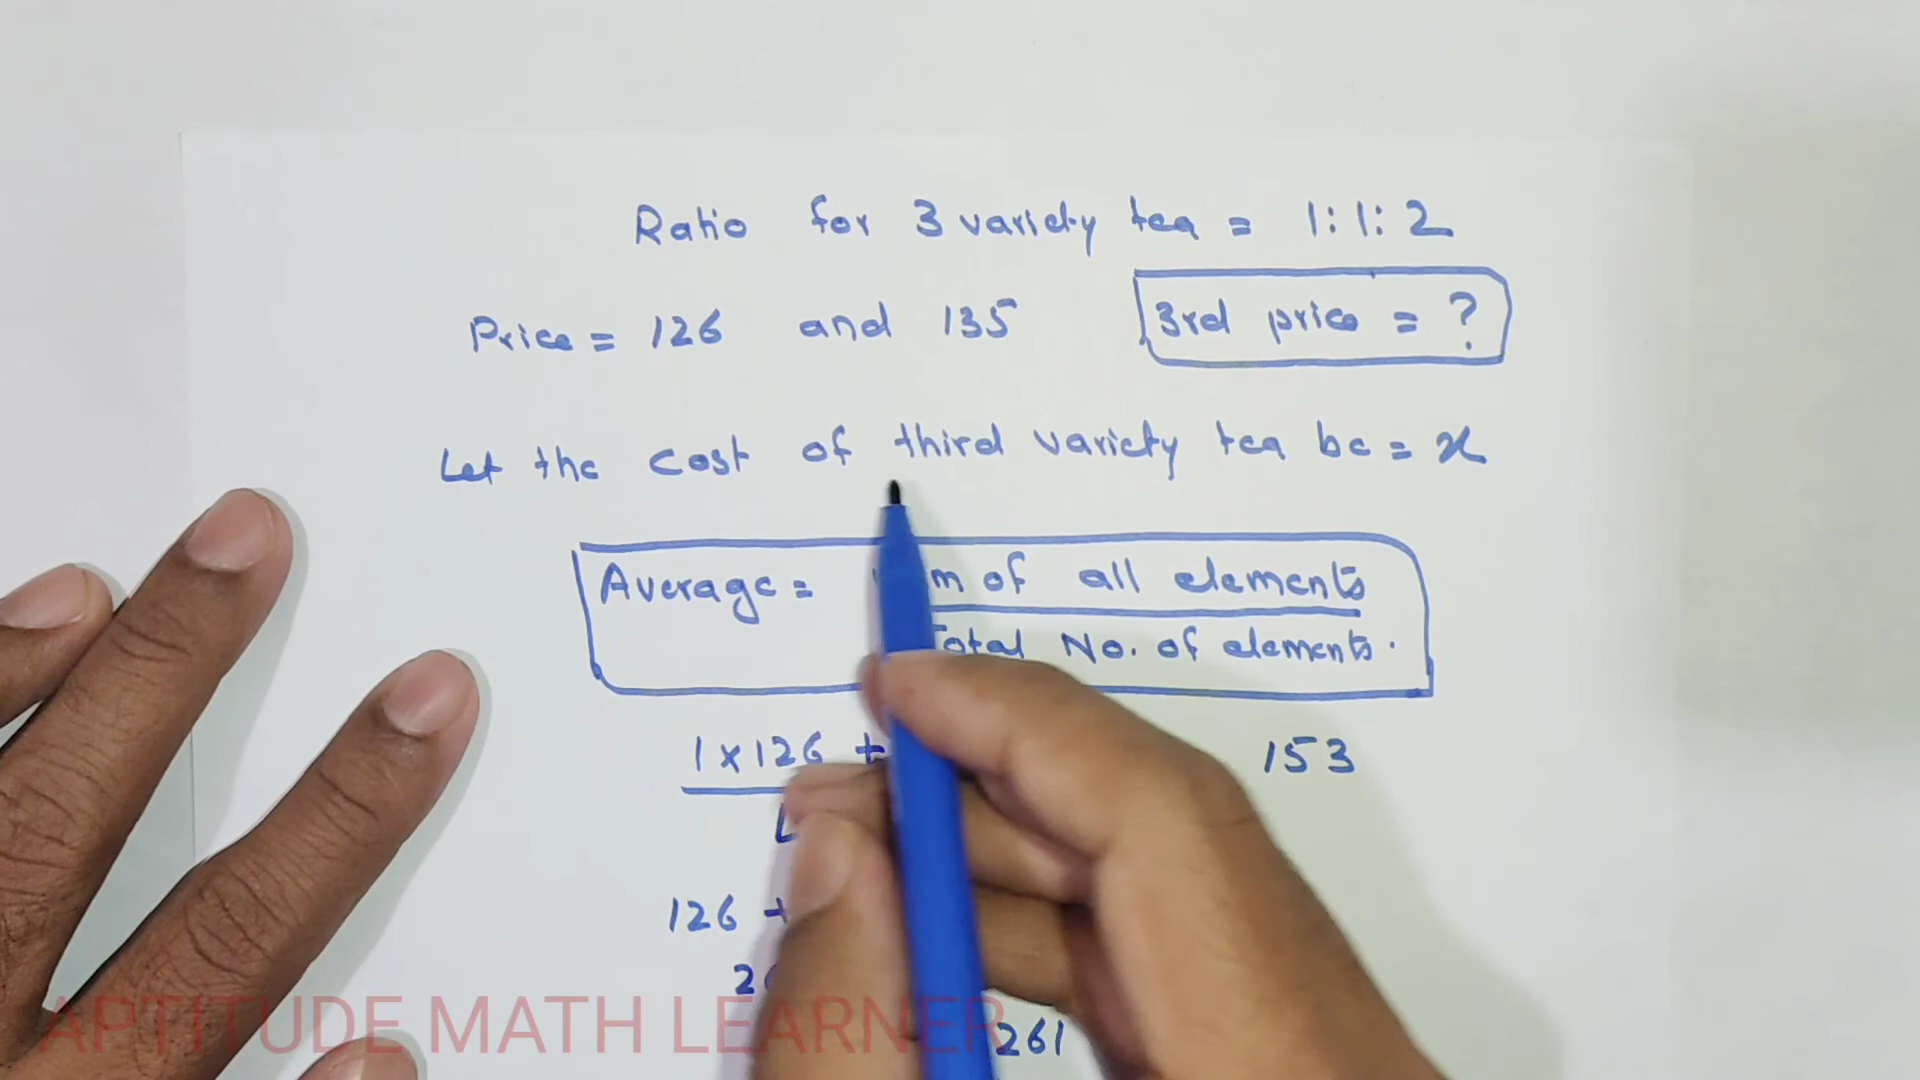 Ratio for 3 variety tea = 1:1:2
Price = 126 and 135 3rd price = ?
Let the cost of third variety tea be = x
Average = of all elements
Total No. of elements.
1 x 126 + 153
126 +
261
APTITUDE MATH LEARNER